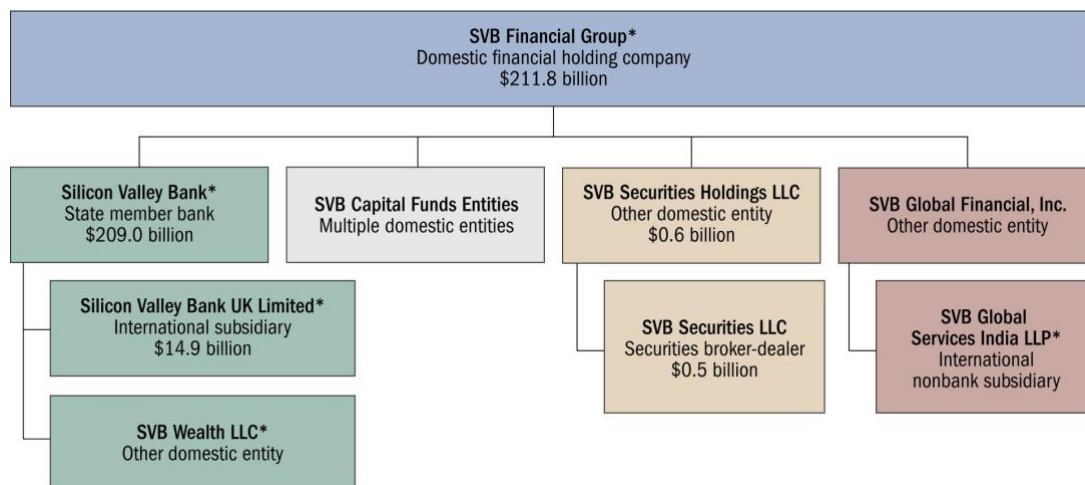 SVB Financial Group*
Domestic financial holding company
$211.8 billion
Silicon Valley Bank*
State member bank
$209.0 billion
SVB Capital Funds Entities
Multiple domestic entities
SVB Securities Holdings LLC
Other domestic entity
$0.6 billion
SVB Global Financial, Inc.
Other domestic entity
Silicon Valley Bank UK Limited*
International subsidiary
$14.9 billion
SVB Securities LLC
Securities broker-dealer
$0.5 billion
SVB Global
Services India LLP*
International
nonbank subsidiary
SVB Wealth LLC*
Other domestic entity